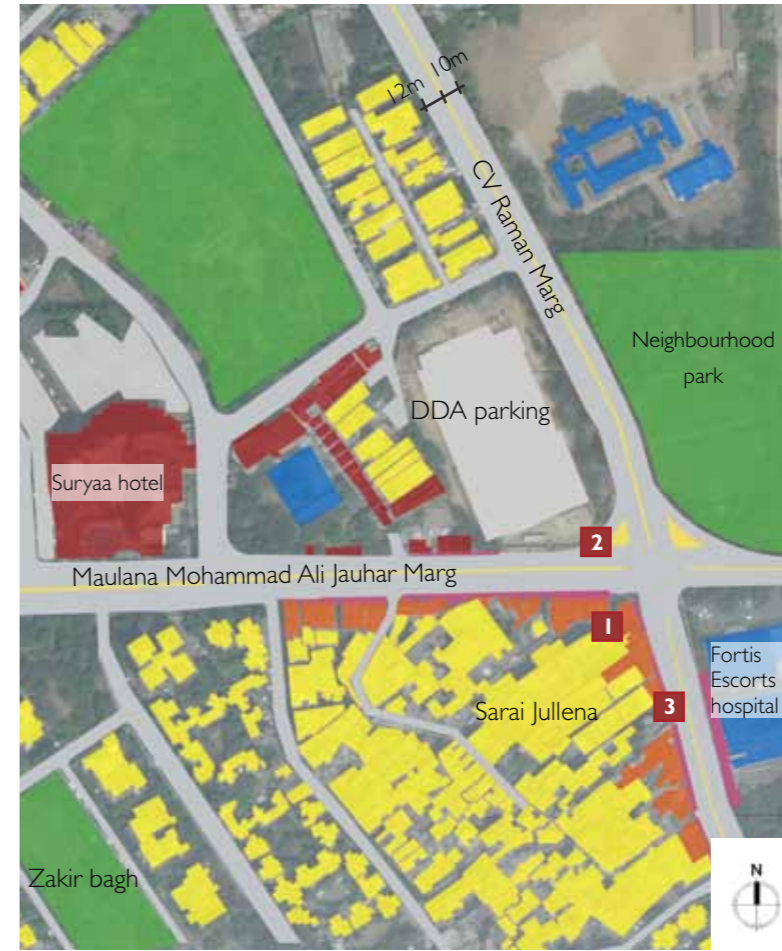 12m 10m
CV Raman Marg
Neighbourhood
park
DDA parking
Suryaa hotel
2
Maulana Mohammad Ali Jauhar Marg
1
Fortis
Escorts
hospital
Sarai Jullena
3
Zakir bagh
N